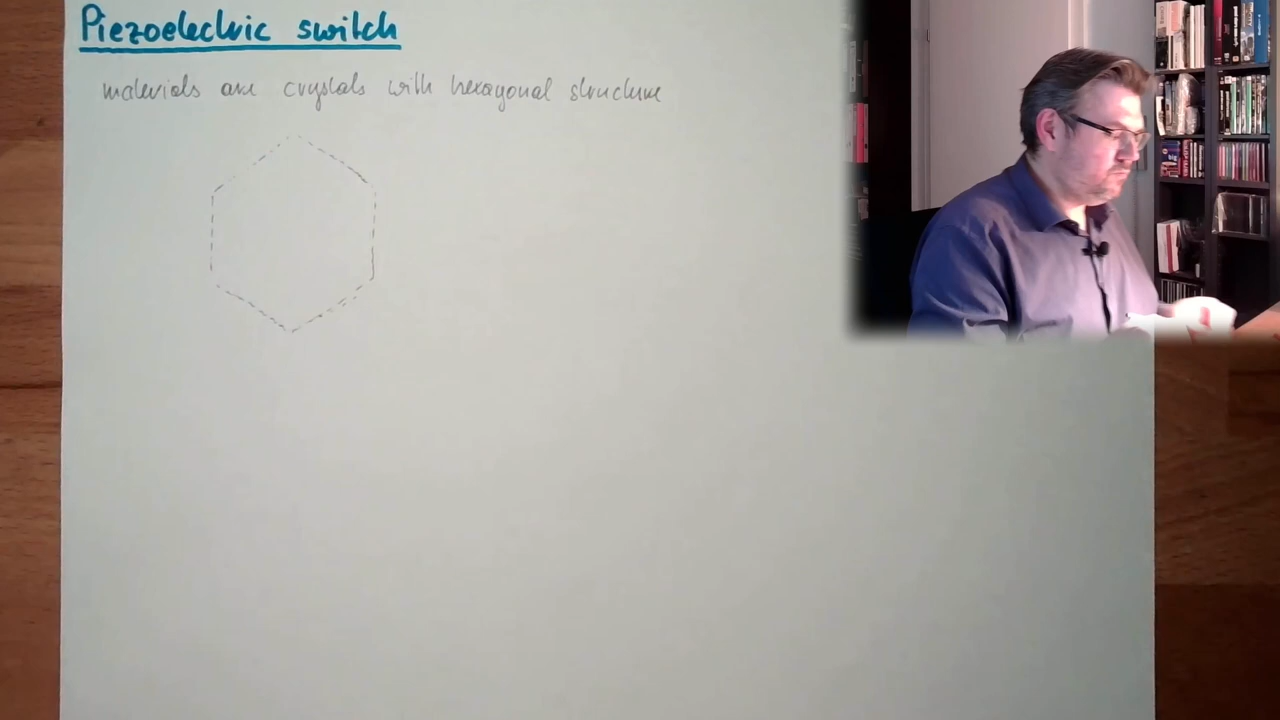 Piezoelectric switch
materials are crystals with hexagonal structure